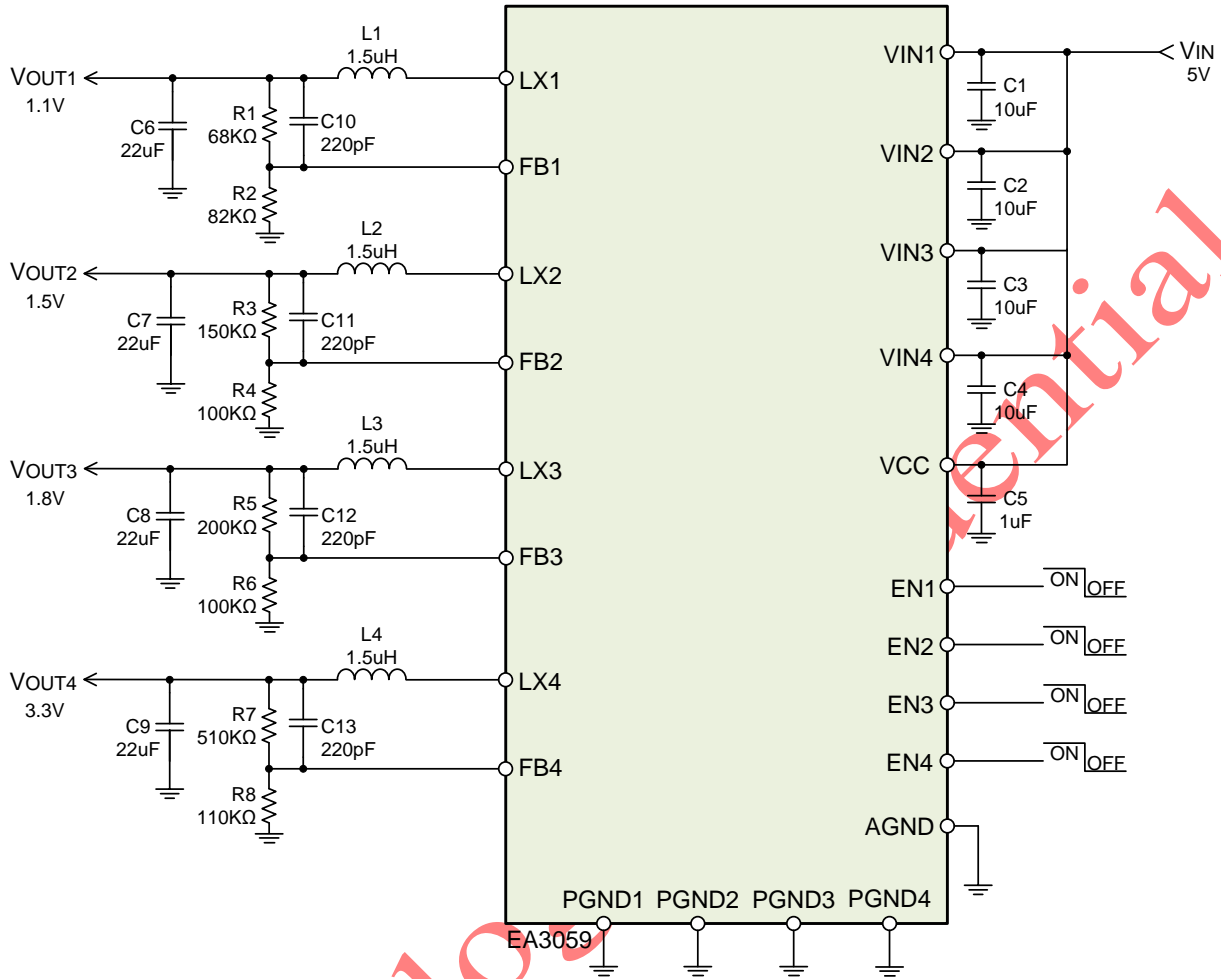 L1
1.5uH
VOUT1
1.1V
LX1
C6
22uF
R1
68KΩ
C10
220pF
FB1
R2
82KΩ
L2
1.5uH
VOUT2
1.5V
LX2
C7
22uF
R3
150KΩ
C11
220pF
FB2
R4
100KΩ
L3
1.5uH
VOUT3
1.8V
LX3
C8
22uF
R5
200KΩ
C12
220pF
FB3
R6
100KΩ
L4
1.5uH
VOUT4
3.3V
LX4
C9
22uF
R7
510KΩ
C13
220pF
FB4
R8
110KΩ
VIN1
VIN
5V
C1
10uF
VIN2
C2
10uF
VIN3
C3
10uF
VIN4
C4
10uF
VCC
C5
1uF
EN1
ON
OFF
EN2
ON
OFF
EN3
ON
OFF
EN4
ON
OFF
AGND
PGND1
PGND2
PGND3
PGND4
EA3059